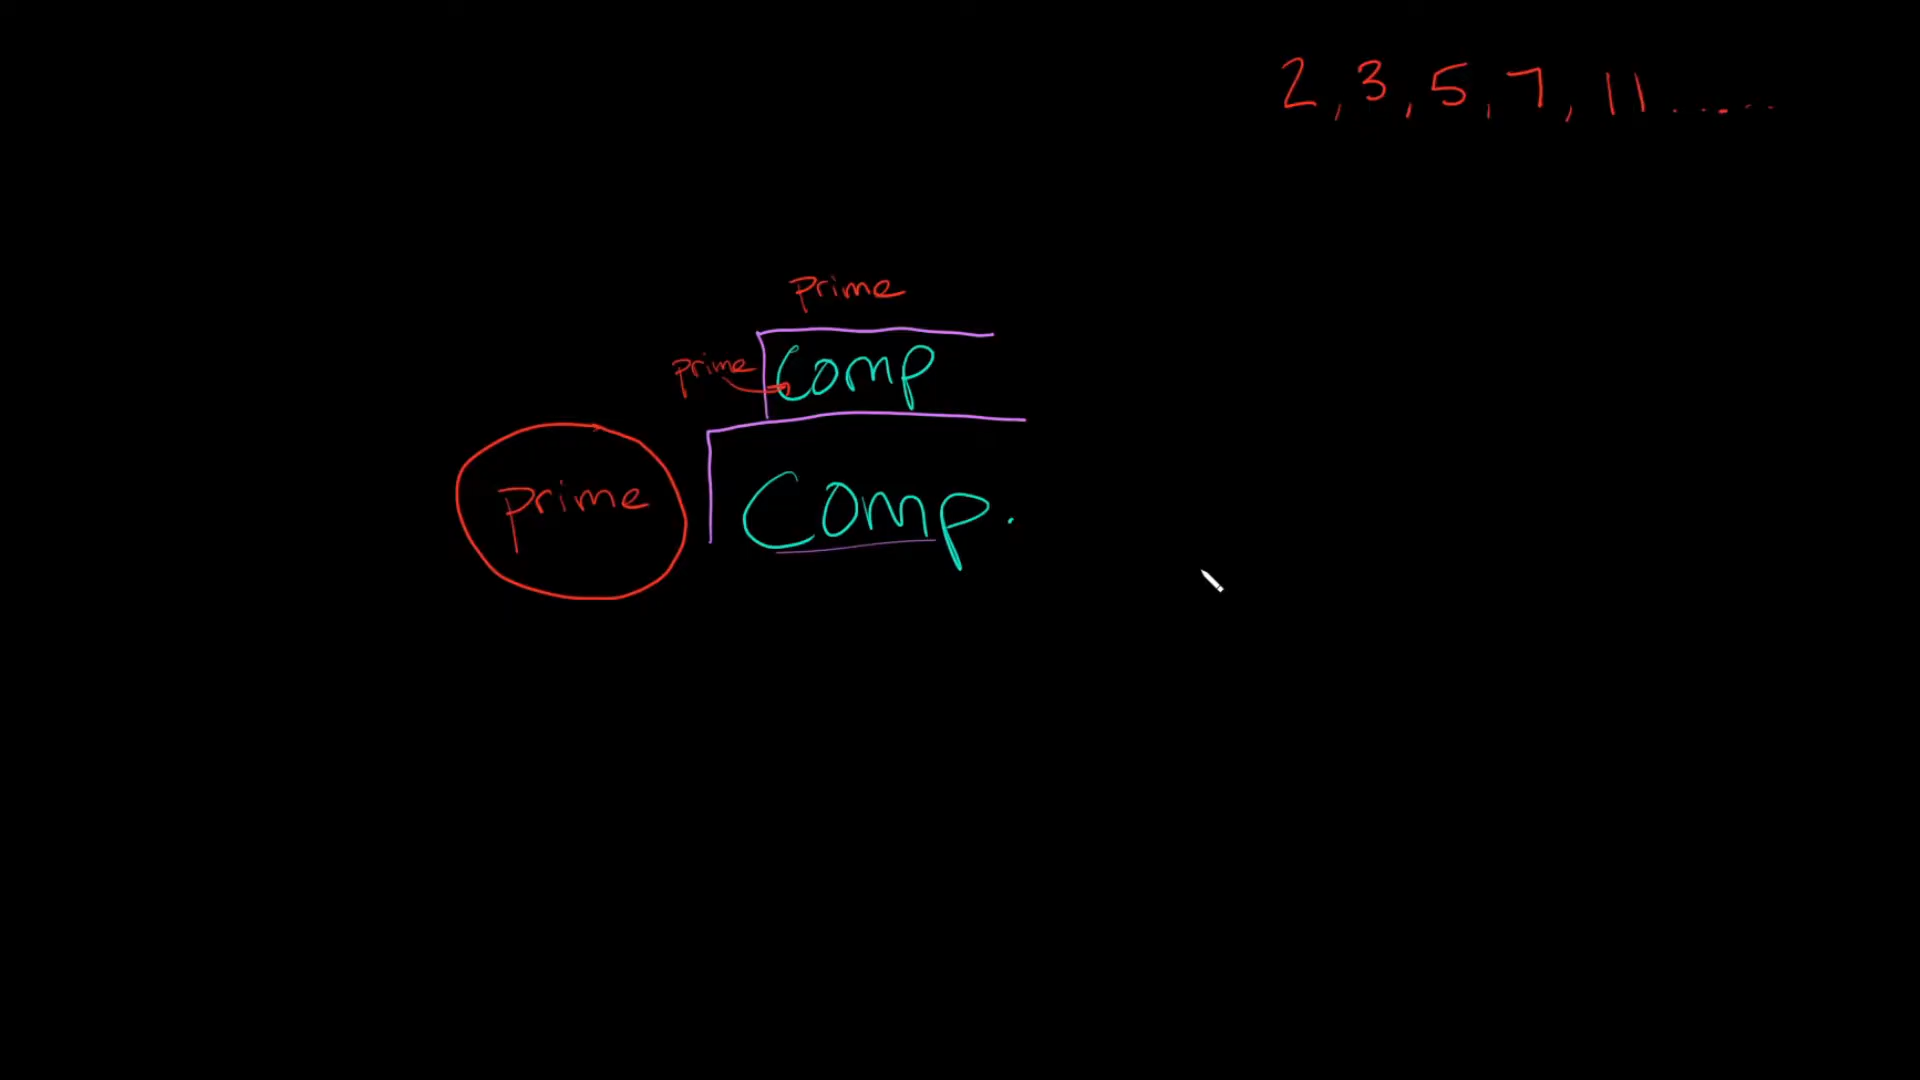 2, 3, 5, 7, 11.....
prime
prime Comp
prime Comp.